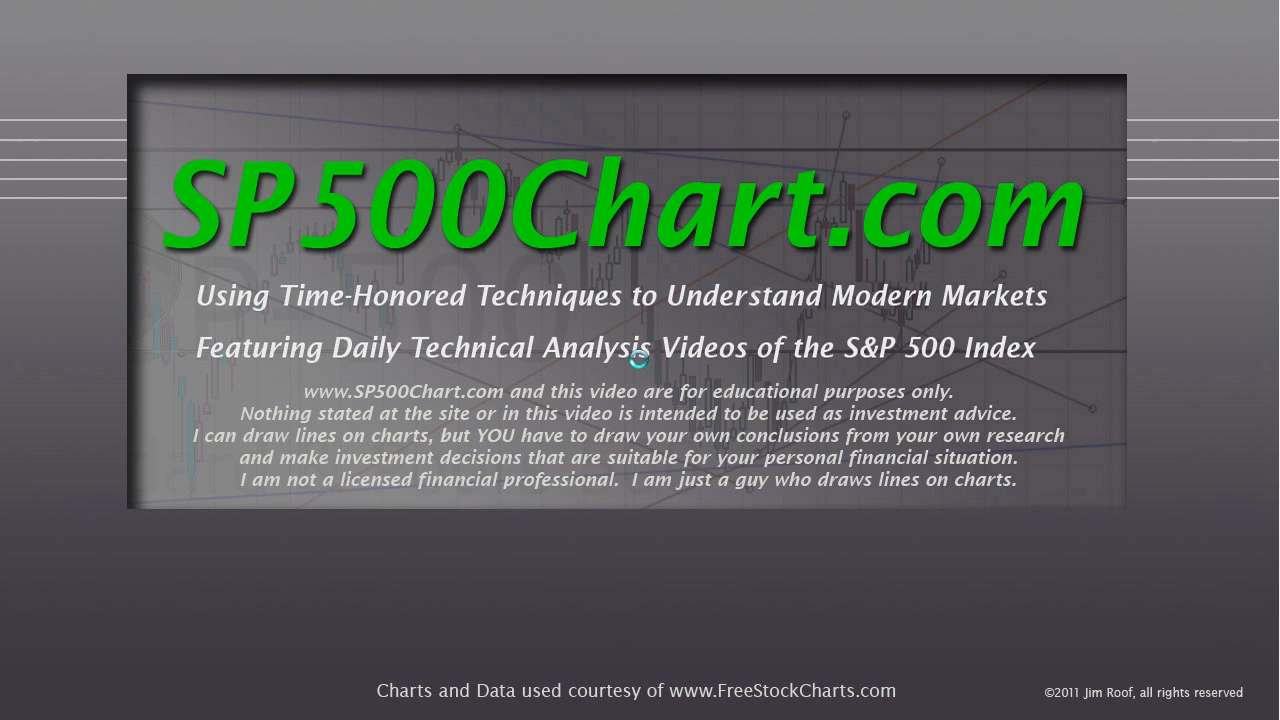 SP500Chart.com
Using Time-Honored Techniques to Understand Modern Markets
Featuring Daily Technical Analysis Videos of the S&P 500 Index
www.SP500Chart.com and this video are for educational purposes only.
Nothing stated at the site or in this video is intended to be used as investment advice.
I can draw lines on charts, but YOU have to draw your own conclusions from your own research
and make investment decisions that are suitable for your personal financial situation.
I am not a licensed financial professional.  I am just a guy who draws lines on charts.
Charts and Data used courtesy of www.FreeStockCharts.com
©2011 Jim Roof, all rights reserved